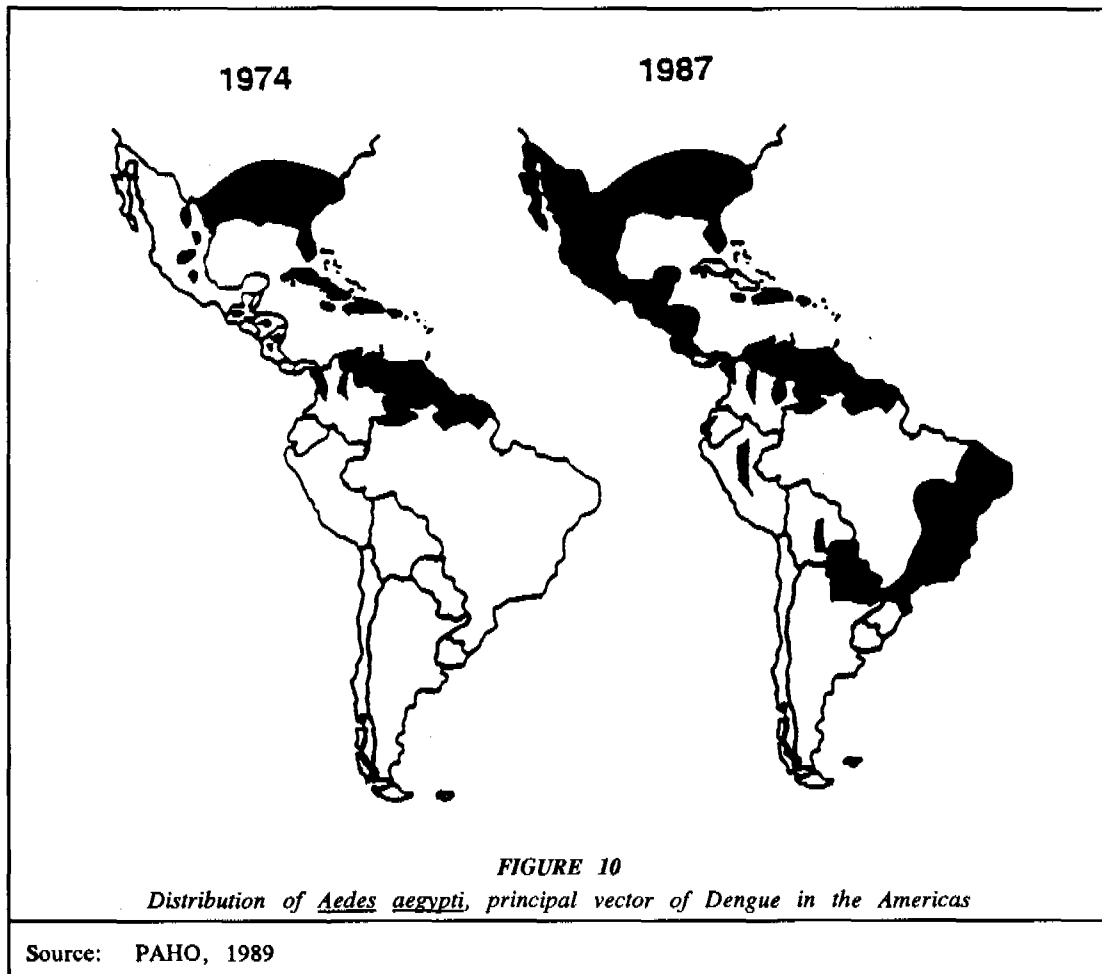 1974
1987
FIGURE 10
Distribution of Aedes aegypti, principal vector of Dengue in the Americas
Source: PAHO, 1989